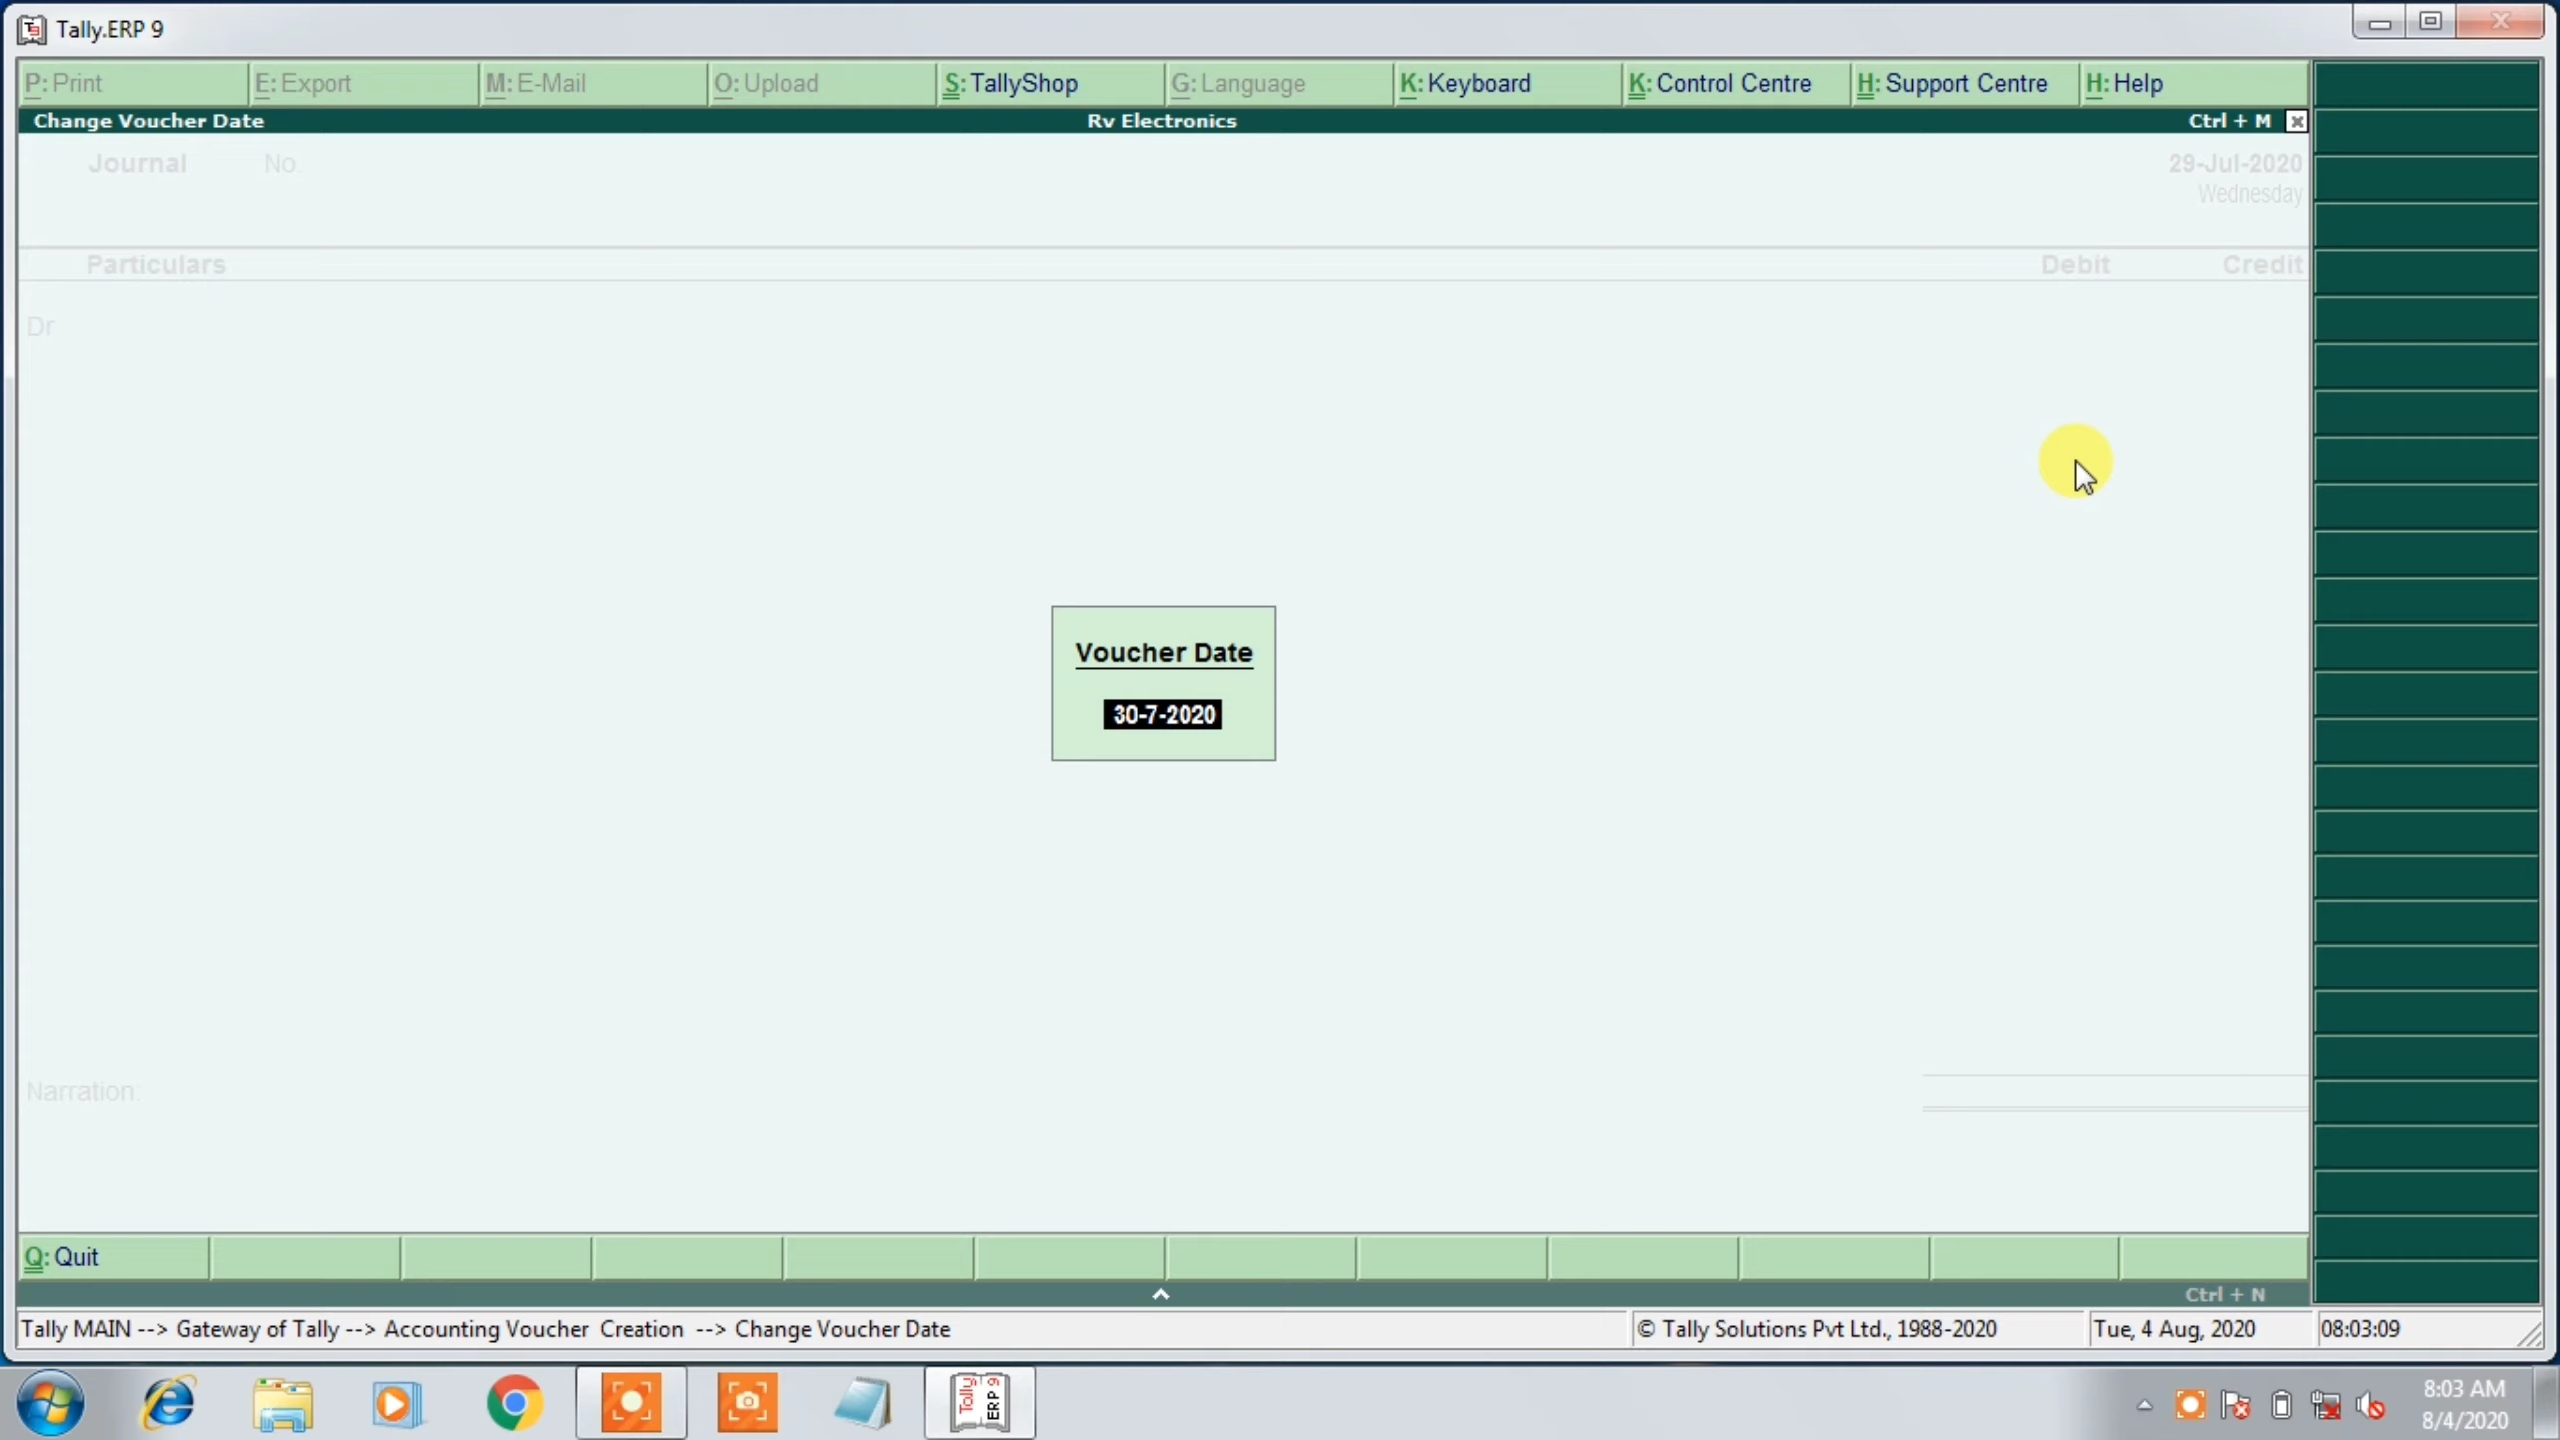 Tally.ERP 9
P: Print E: Export M: E-Mail O: Upload S: TallyShop G: Language K: Keyboard K: Control Centre H: Support Centre H: Help
Change Voucher Date Rv Electronics Ctrl + M
Journal No. 29-Jul-2020
Wednesday
Particulars Debit Credit
Dr
Voucher Date
30-7-2020
Narration:
Q: Quit
Ctrl + N
Tally MAIN --> Gateway of Tally --> Accounting Voucher Creation --> Change Voucher Date © Tally Solutions Pvt Ltd., 1988-2020 Tue, 4 Aug, 2020 08:03:09
Tally
ERP 9
8:03 AM
8/4/2020